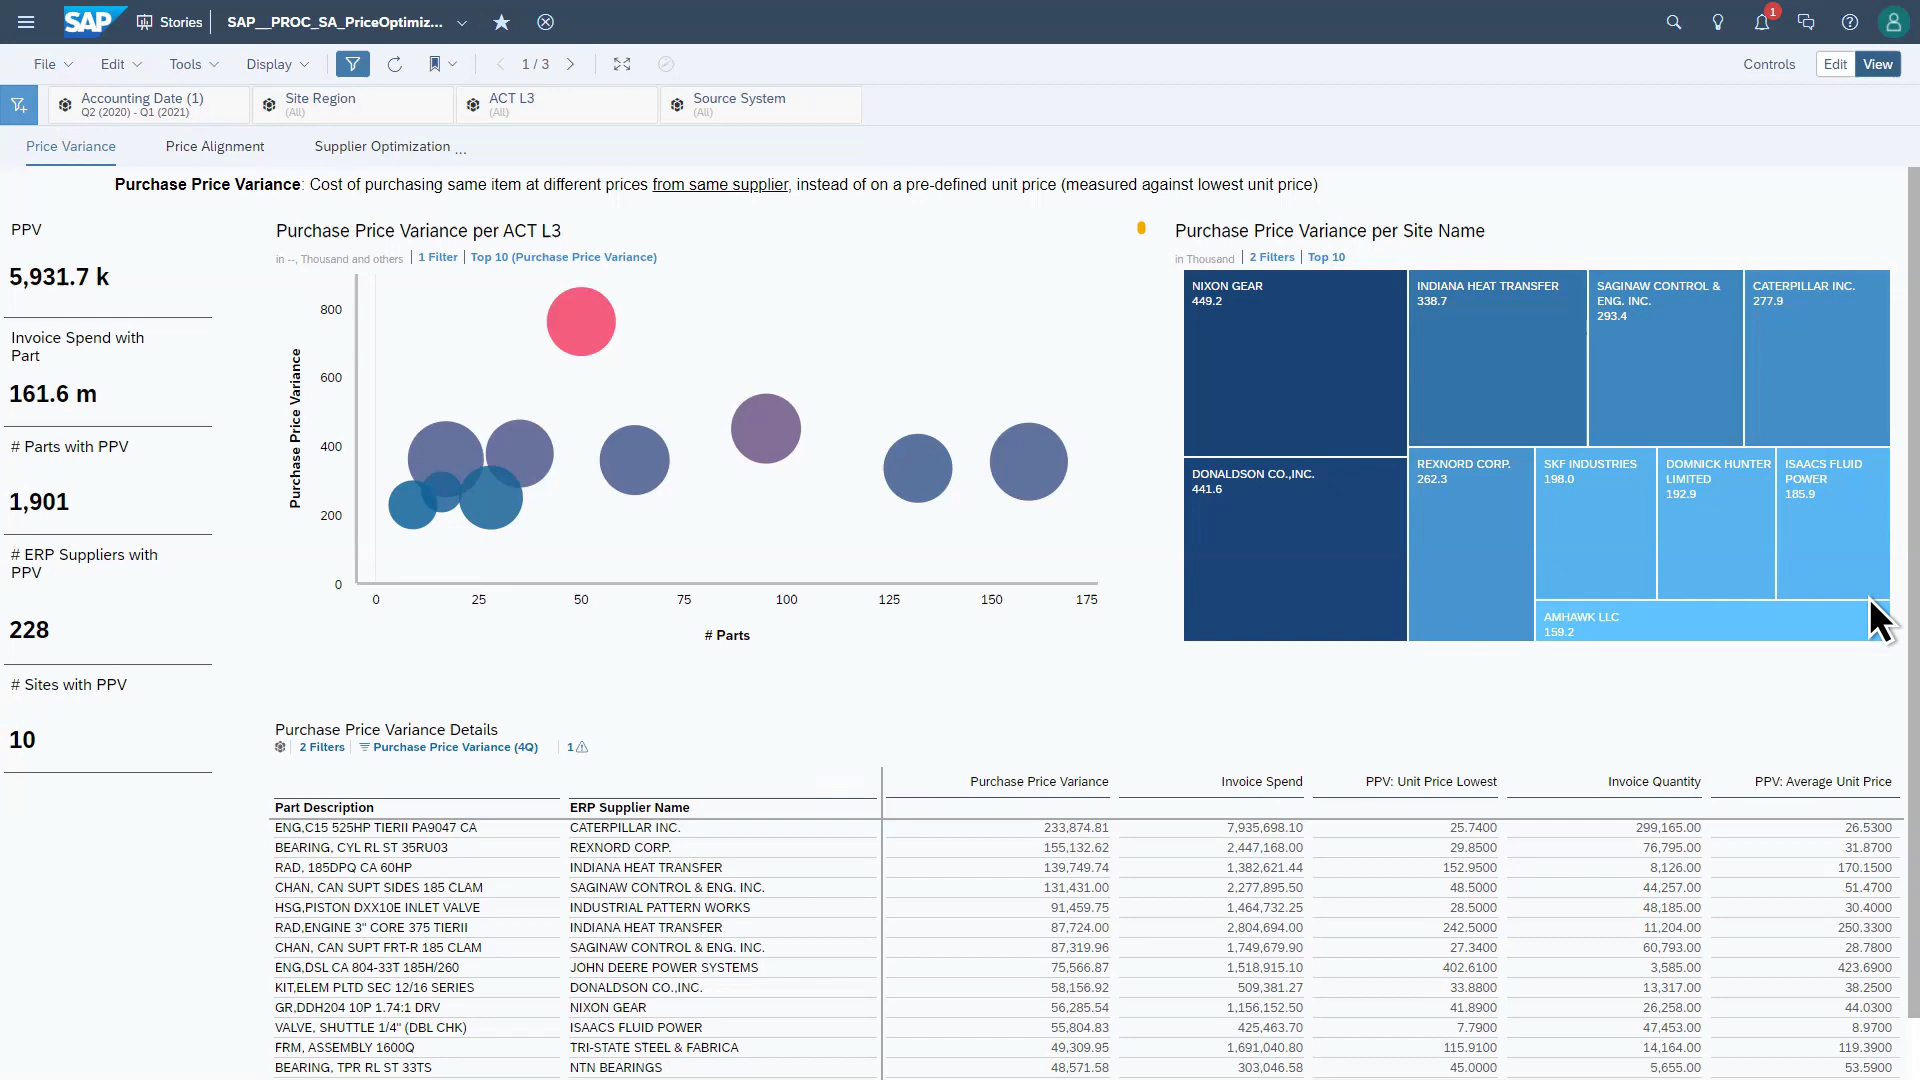 SAP Stories SAP__PROC_SA_PriceOptimiz... 1
File Edit Tools Display 1 / 3 Controls Edit View
Accounting Date (1) Site Region ACT L3 Source System
Q2 (2020) - Q1 (2021) (All) (All) (All)
Price Variance Price Alignment Supplier Optimization ...
Purchase Price Variance: Cost of purchasing same item at different prices from same supplier, instead of on a pre-defined unit price (measured against lowest unit price)
PPV
5,931.7 k
Invoice Spend with
Part
161.6 m
# Parts with PPV
1,901
# ERP Suppliers with
PPV
228
# Sites with PPV
10
Purchase Price Variance per ACT L3
in --, Thousand and others 1 Filter Top 10 (Purchase Price Variance)
Purchase Price Variance
800
600
400
200
0
0 25 50 75 100 125 150 175
# Parts
Purchase Price Variance per Site Name
in Thousand 2 Filters Top 10
NIXON GEAR
449.2
DONALDSON CO.,INC.
441.6
INDIANA HEAT TRANSFER
338.7
SAGINAW CONTROL &
ENG. INC.
293.4
CATERPILLAR INC.
277.9
REXNORD CORP.
262.3
SKF INDUSTRIES
198.0
DOMNICK HUNTER
LIMITED
192.9
ISAACS FLUID
POWER
185.9
AMHAWK LLC
159.2
Purchase Price Variance Details
2 Filters Purchase Price Variance (4Q) 1
Purchase Price Variance Invoice Spend PPV: Unit Price Lowest Invoice Quantity PPV: Average Unit Price
Part Description ERP Supplier Name
ENG,C15 525HP TIERII PA9047 CA CATERPILLAR INC. 233,874.81 7,935,698.10 25.7400 299,165.00 26.5300
BEARING, CYL RL ST 35RU03 REXNORD CORP. 155,132.62 2,447,168.00 29.8500 76,795.00 31.8700
RAD, 185DPQ CA 60HP INDIANA HEAT TRANSFER 139,749.74 1,382,621.44 152.9500 8,126.00 170.1500
CHAN, CAN SUPT SIDES 185 CLAM SAGINAW CONTROL & ENG. INC. 131,431.00 2,277,895.50 48.5000 44,257.00 51.4700
HSG,PISTON DXX10E INLET VALVE INDUSTRIAL PATTERN WORKS 91,459.75 1,464,732.25 28.5000 48,185.00 30.4000
RAD,ENGINE 3" CORE 375 TIERII INDIANA HEAT TRANSFER 87,724.00 2,804,694.00 242.5000 11,204.00 250.3300
CHAN, CAN SUPT FRT-R 185 CLAM SAGINAW CONTROL & ENG. INC. 87,319.96 1,749,679.90 27.3400 60,793.00 28.7800
ENG,DSL CA 804-33T 185H/260 JOHN DEERE POWER SYSTEMS 75,566.87 1,518,915.10 402.6100 3,585.00 423.6900
KIT,ELEM PLTD SEC 12/16 SERIES DONALDSON CO.,INC. 58,156.92 509,381.27 33.8800 13,317.00 38.2500
GR,DDH204 10P 1.74:1 DRV NIXON GEAR 56,285.54 1,156,152.50 41.8900 26,258.00 44.0300
VALVE, SHUTTLE 1/4" (DBL CHK) ISAACS FLUID POWER 55,804.83 425,463.70 7.7900 47,453.00 8.9700
FRM, ASSEMBLY 1600Q TRI-STATE STEEL & FABRICA 49,309.95 1,691,040.80 115.9100 14,164.00 119.3900
BEARING, TPR RL ST 33TS NTN BEARINGS 48,571.58 303,046.58 45.0000 5,655.00 53.5900